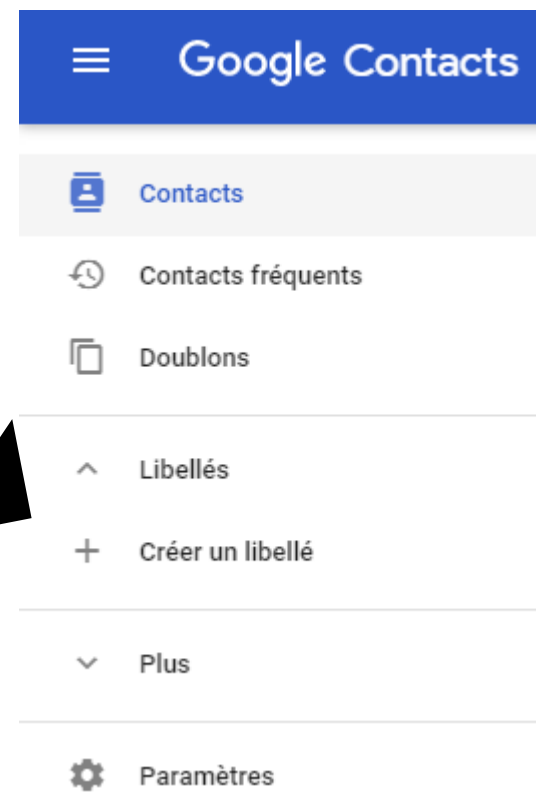 Google Contacts
Contacts
Contacts fréquents
Doublons
Libellés
Créer un libellé
Plus
Paramètres